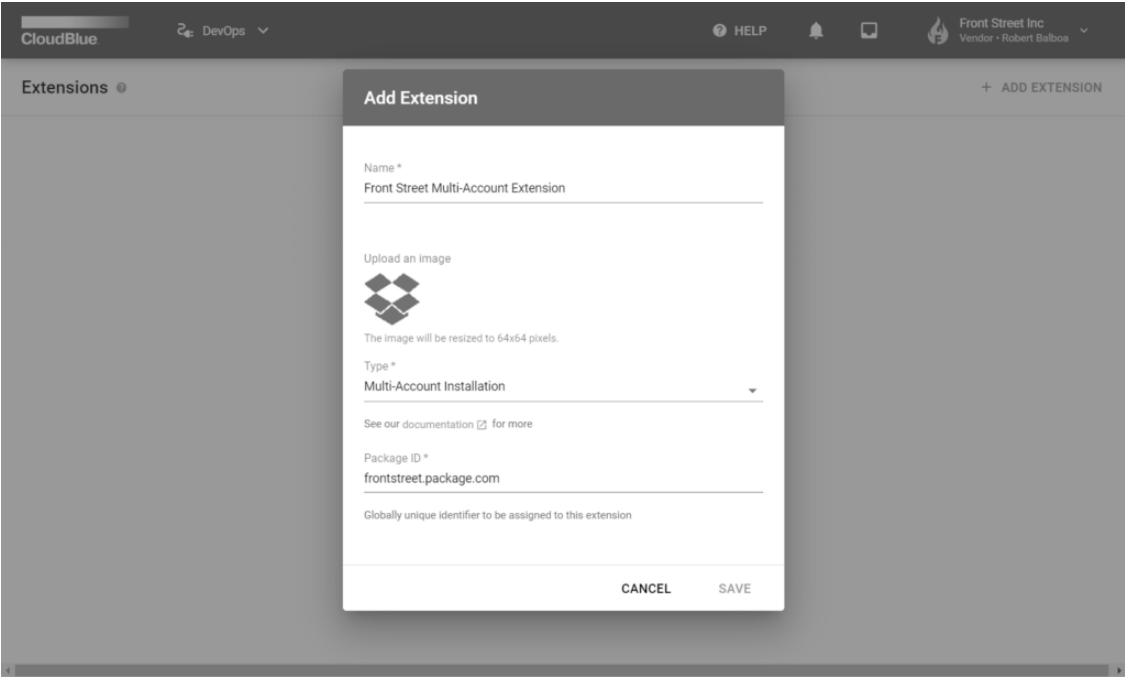 CloudBlue
DevOps
HELP
Front Street Inc
Vendor • Robert Balboa
Extensions
+ ADD EXTENSION
Add Extension
Name *
Front Street Multi-Account Extension
Upload an image
The image will be resized to 64x64 pixels.
Type *
Multi-Account Installation
See our documentation for more
Package ID *
frontstreet.package.com
Globally unique identifier to be assigned to this extension
CANCEL SAVE